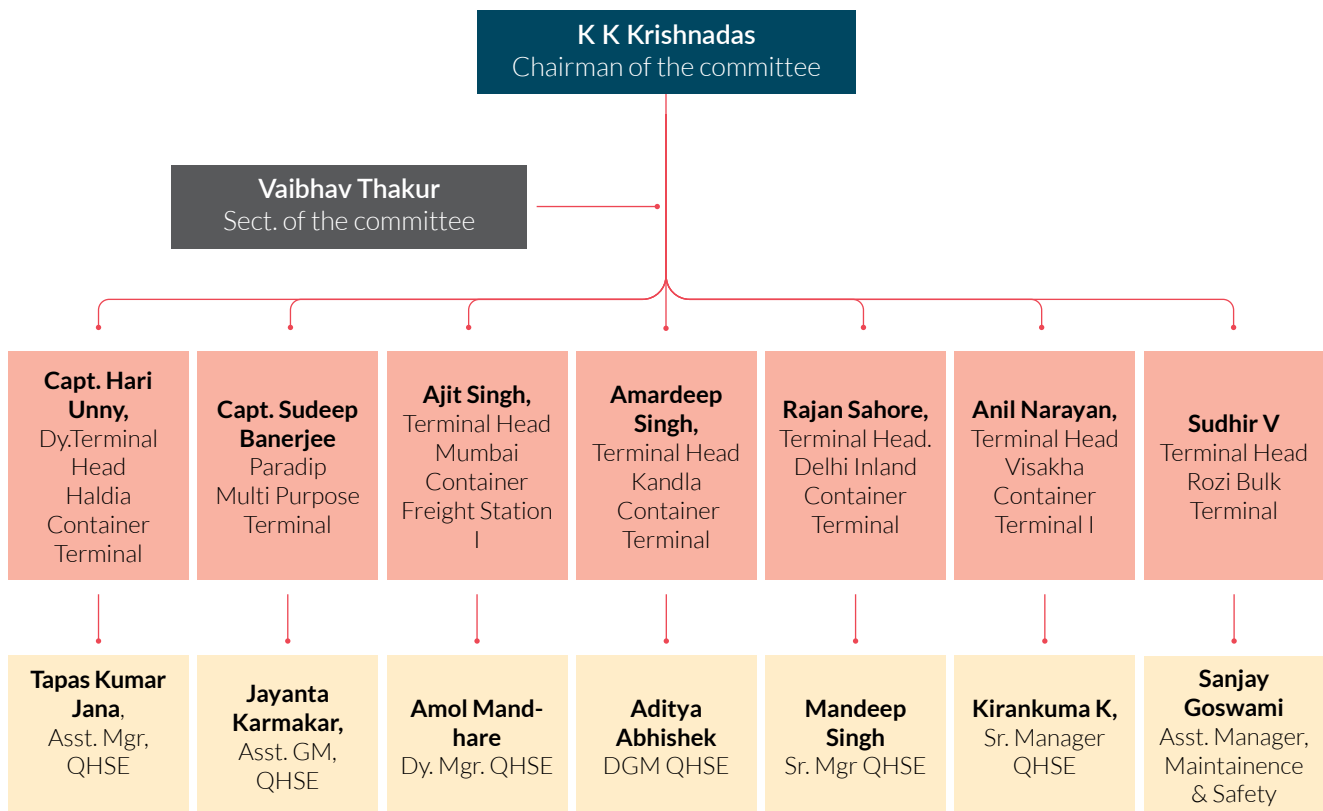 K K Krishnadas
Chairman of the committee
Vaibhav Thakur
Sect. of the committee
Capt. Hari
Unny,
Dy.Terminal
Head
Haldia
Container
Terminal
Capt. Sudeep
Banerjee
Paradip
Multi Purpose
Terminal
Ajit Singh,
Terminal Head
Mumbai
Container
Freight Station
I
Amardeep
Singh,
Terminal Head
Kandla
Container
Terminal
Rajan Sahore,
Terminal Head.
Delhi Inland
Container
Terminal
Anil Narayan,
Terminal Head
Visakha
Container
Terminal I
Sudhir V
Terminal Head
Rozi Bulk
Terminal
Tapas Kumar
Jana,
Asst. Mgr,
QHSE
Jayanta
Karmakar,
Asst. GM,
QHSE
Amol Mand-
hare
Dy. Mgr. QHSE
Aditya
Abhishek
DGM QHSE
Mandeep
Singh
Sr. Mgr QHSE
Kirankuma K,
Sr. Manager
QHSE
Sanjay
Goswami
Asst. Manager,
Maintainence
& Safety